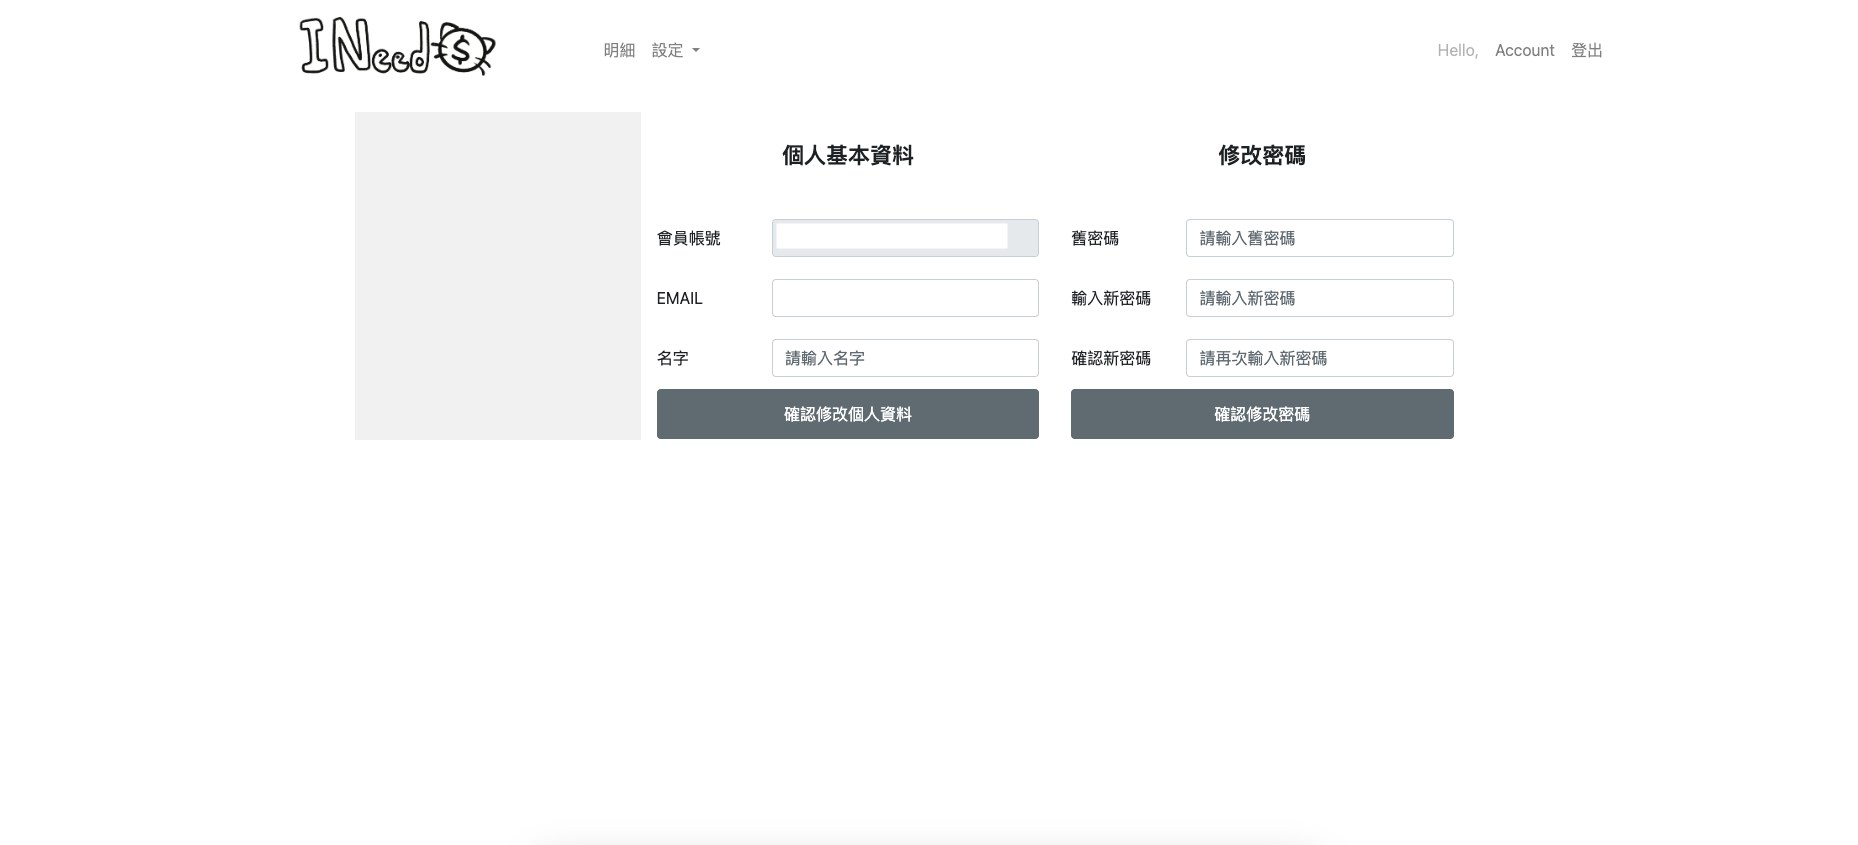 INeed$
明細 設定
Hello, Account 登出
個人基本資料
會員帳號
EMAIL
名字 請輸入名字
確認修改個人資料
修改密碼
舊密碼 請輸入舊密碼
輸入新密碼 請輸入新密碼
確認新密碼 請再次輸入新密碼
確認修改密碼